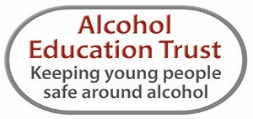 Alcohol
Education Trust
Keeping young people
safe around alcohol